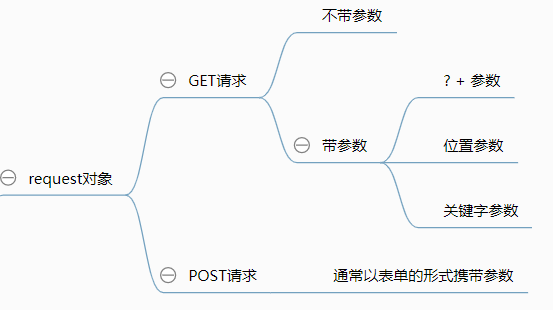 不带参数
GET请求
? + 参数
带参数
位置参数
request对象
关键字参数
POST请求
通常以表单的形式携带参数